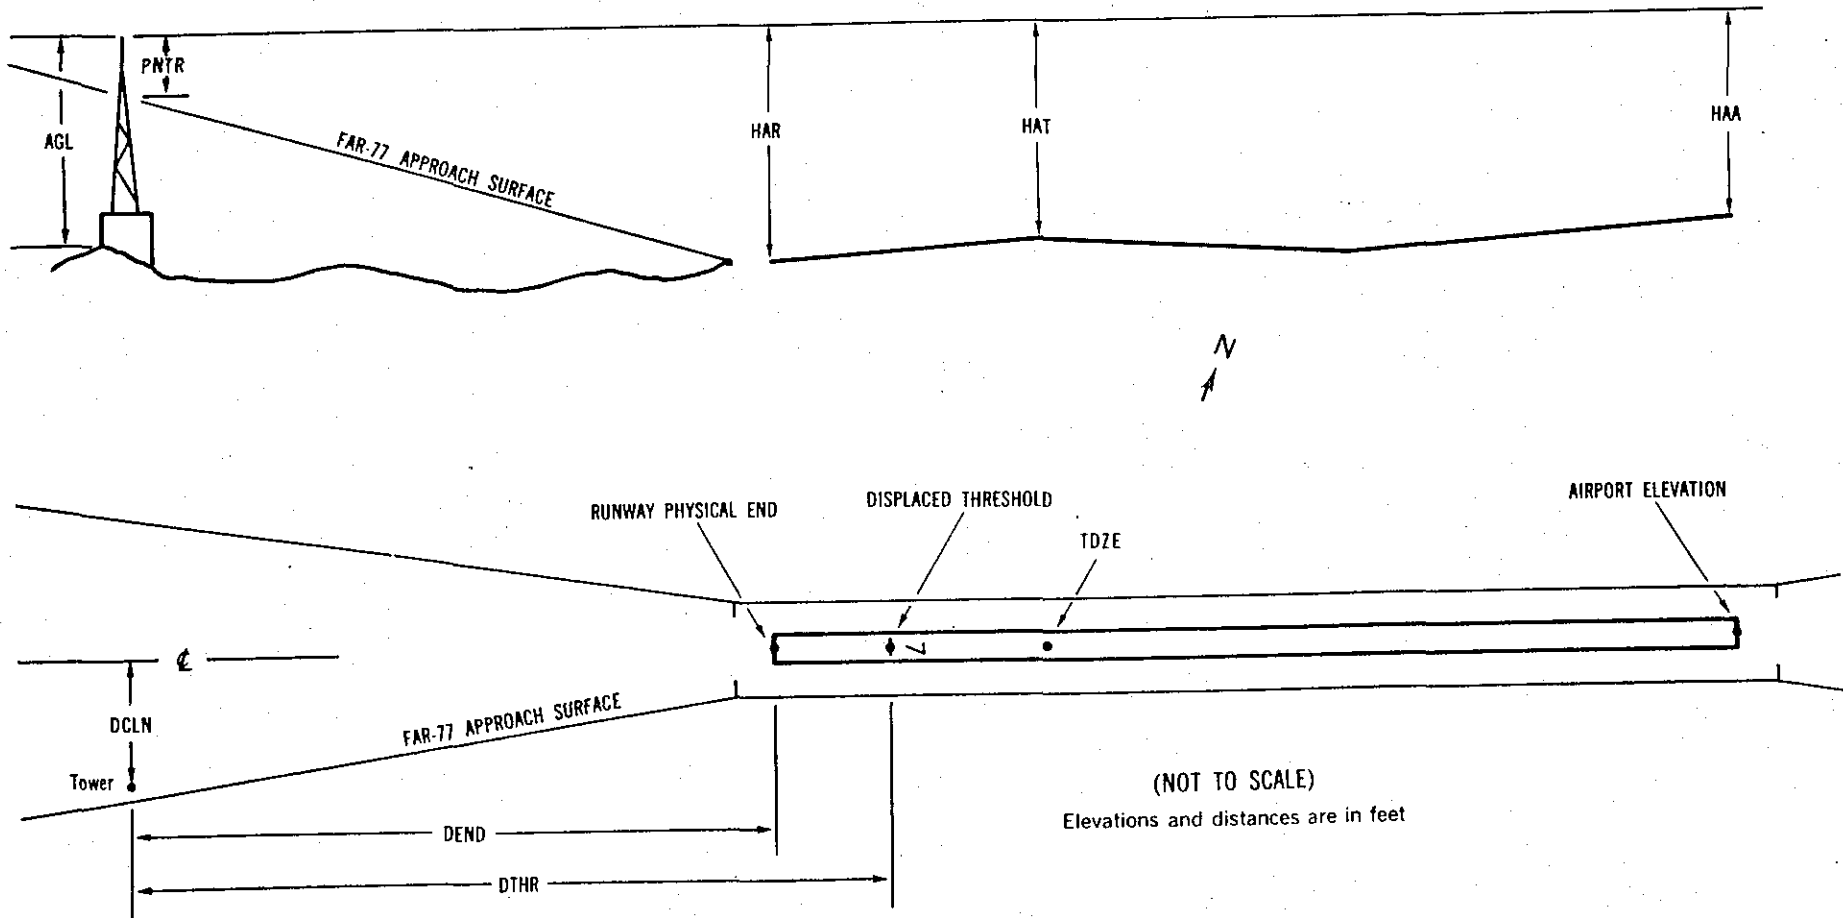 PNTR
AGL
FAR-77 APPROACH SURFACE
HAR
HAT
HAA
N
RUNWAY PHYSICAL END
DISPLACED THRESHOLD
TDZE
AIRPORT ELEVATION
℄
7
DCLN
FAR-77 APPROACH SURFACE
Tower
DEND
DTHR
(NOT TO SCALE)
Elevations and distances are in feet